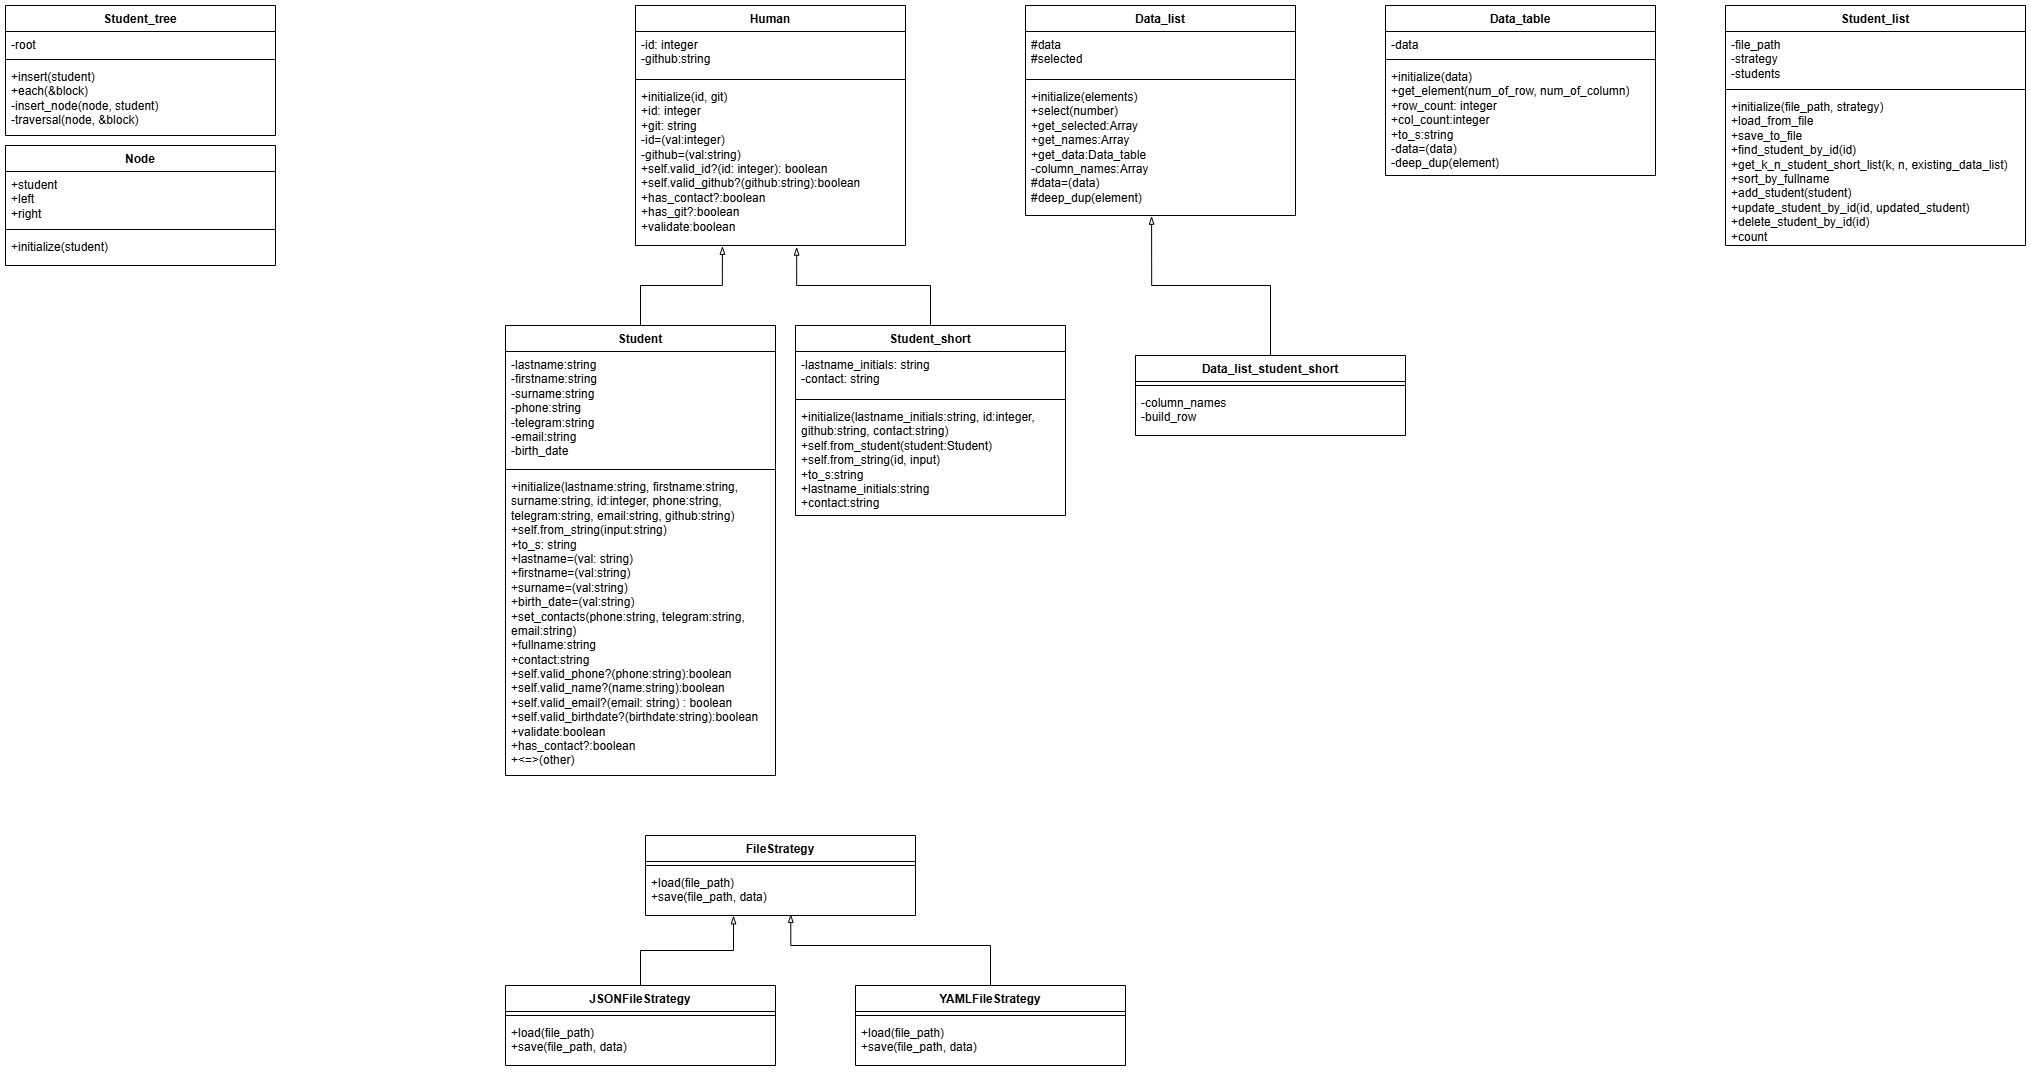 Student_tree
-root
+insert(student)
+each(&block)
-insert_node(node, student)
-traversal(node, &block)
Node
+student
+left
+right
+initialize(student)
Human
-id: integer
-github:string
+initialize(id, git)
+id: integer
+git: string
-id=(val:integer)
-github=(val:string)
+self.valid_id?(id: integer): boolean
+self.valid_github?(github:string):boolean
+has_contact?:boolean
+has_git?:boolean
+validate:boolean
Data_list
#data
#selected
+initialize(elements)
+select(number)
+get_selected:Array
+get_names:Array
+get_data:Data_table
-column_names:Array
#data=(data)
#deep_dup(element)
Data_table
-data
+initialize(data)
+get_element(num_of_row, num_of_column)
+row_count: integer
+col_count:integer
+to_s:string
-data=(data)
-deep_dup(element)
Student_list
-file_path
-strategy
-students
+initialize(file_path, strategy)
+load_from_file
+save_to_file
+find_student_by_id(id)
+get_k_n_student_short_list(k, n, existing_data_list)
+sort_by_fullname
+add_student(student)
+update_student_by_id(id, updated_student)
+delete_student_by_id(id)
+count
Student
-lastname:string
-firstname:string
-surname:string
-phone:string
-telegram:string
-email:string
-birth_date
+initialize(lastname:string, firstname:string,
surname:string, id:integer, phone:string,
telegram:string, email:string, github:string)
+self.from_string(input:string)
+to_s: string
+lastname=(val: string)
+firstname=(val:string)
+surname=(val:string)
+birth_date=(val:string)
+set_contacts(phone:string, telegram:string,
email:string)
+fullname:string
+contact:string
+self.valid_phone?(phone:string):boolean
+self.valid_name?(name:string):boolean
+self.valid_email?(email: string) : boolean
+self.valid_birthdate?(birthdate:string):boolean
+validate:boolean
+has_contact?:boolean
+<=>(other)
Student_short
-lastname_initials: string
-contact: string
+initialize(lastname_initials:string, id:integer,
github:string, contact:string)
+self.from_student(student:Student)
+self.from_string(id, input)
+to_s:string
+lastname_initials:string
+contact:string
Data_list_student_short
-column_names
-build_row
FileStrategy
+load(file_path)
+save(file_path, data)
JSONFileStrategy
+load(file_path)
+save(file_path, data)
YAMLFileStrategy
+load(file_path)
+save(file_path, data)